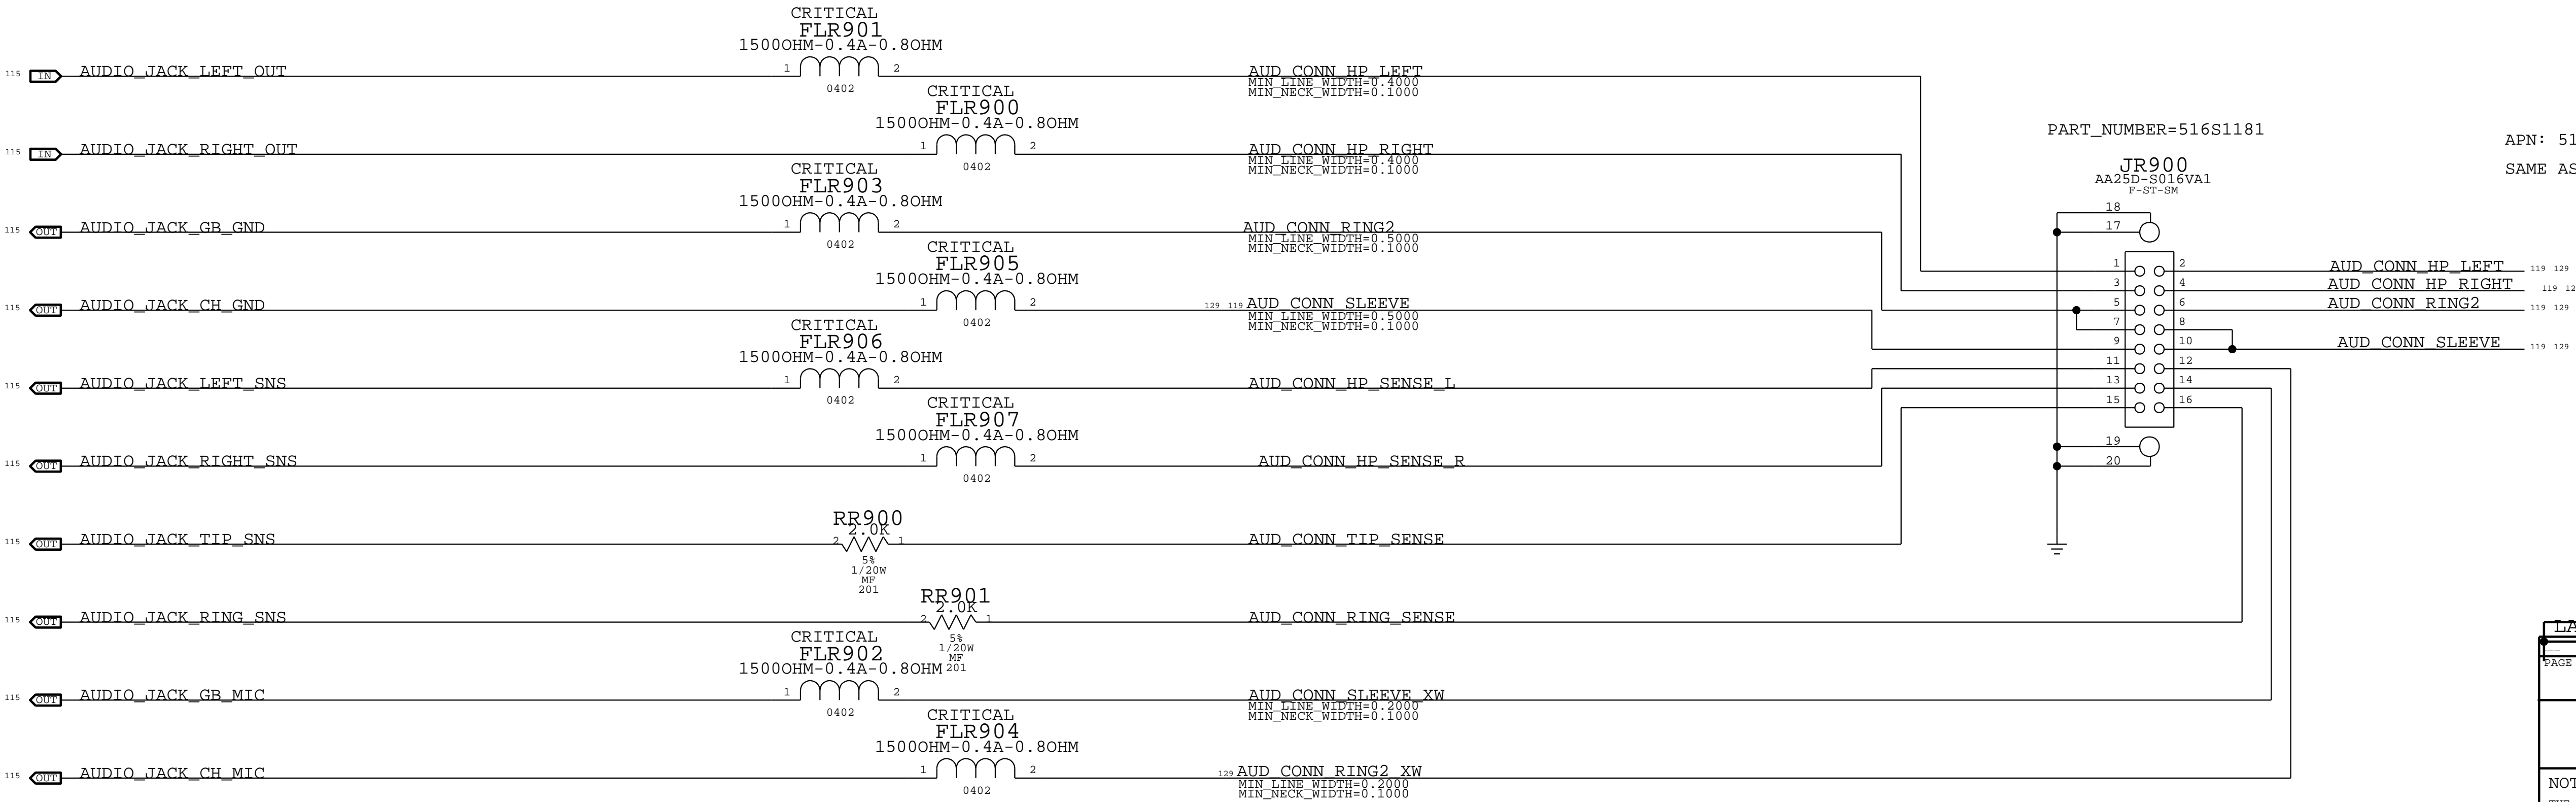 CRITICAL
FLR901
1500OHM-0.4A-0.8OHM
115 IN AUDIO_JACK_LEFT_OUT 1 2 AUD_CONN_HP_LEFT
0402
MIN_LINE_WIDTH=0.4000
MIN_NECK_WIDTH=0.1000
CRITICAL
FLR900
1500OHM-0.4A-0.8OHM
115 IN AUDIO_JACK_RIGHT_OUT 1 2 AUD_CONN_HP_RIGHT
0402
MIN_LINE_WIDTH=0.4000
MIN_NECK_WIDTH=0.1000
CRITICAL
FLR903
1500OHM-0.4A-0.8OHM
115 OUT AUDIO_JACK_GB_GND 1 2 AUD_CONN_RING2
0402
MIN_LINE_WIDTH=0.5000
MIN_NECK_WIDTH=0.1000
CRITICAL
FLR905
1500OHM-0.4A-0.8OHM
115 OUT AUDIO_JACK_CH_GND 1 2 129 119 AUD_CONN_SLEEVE
0402
MIN_LINE_WIDTH=0.5000
MIN_NECK_WIDTH=0.1000
CRITICAL
FLR906
1500OHM-0.4A-0.8OHM
115 OUT AUDIO_JACK_LEFT_SNS 1 2 AUD_CONN_HP_SENSE_L
0402
CRITICAL
FLR907
1500OHM-0.4A-0.8OHM
115 OUT AUDIO_JACK_RIGHT_SNS 1 2 AUD_CONN_HP_SENSE_R
0402
RR900
2.0K
115 OUT AUDIO_JACK_TIP_SNS 2 1 AUD_CONN_TIP_SENSE
5%
1/20W
MF
201
RR901
2.0K
115 OUT AUDIO_JACK_RING_SNS 2 1 AUD_CONN_RING_SENSE
5%
1/20W
MF
201
CRITICAL
FLR902
1500OHM-0.4A-0.8OHM
115 OUT AUDIO_JACK_GB_MIC 1 2 AUD_CONN_SLEEVE_XW
0402
MIN_LINE_WIDTH=0.2000
MIN_NECK_WIDTH=0.1000
CRITICAL
FLR904
1500OHM-0.4A-0.8OHM
115 OUT AUDIO_JACK_CH_MIC 1 2 129 AUD_CONN_RING2_XW
0402
MIN_LINE_WIDTH=0.2000
MIN_NECK_WIDTH=0.1000
PART_NUMBER=516S1181
JR900
AA25D-S016VA1
F-ST-SM
18
17
1 2 AUD_CONN_HP_LEFT 119 129
3 4 AUD_CONN_HP_RIGHT 119 12
5 6 AUD_CONN_RING2 119 129
7 8
9 10 AUD_CONN_SLEEVE 119 129
11 12
13 14
15 16
19
20
APN: 51
SAME AS
LA
PAGE
NOT